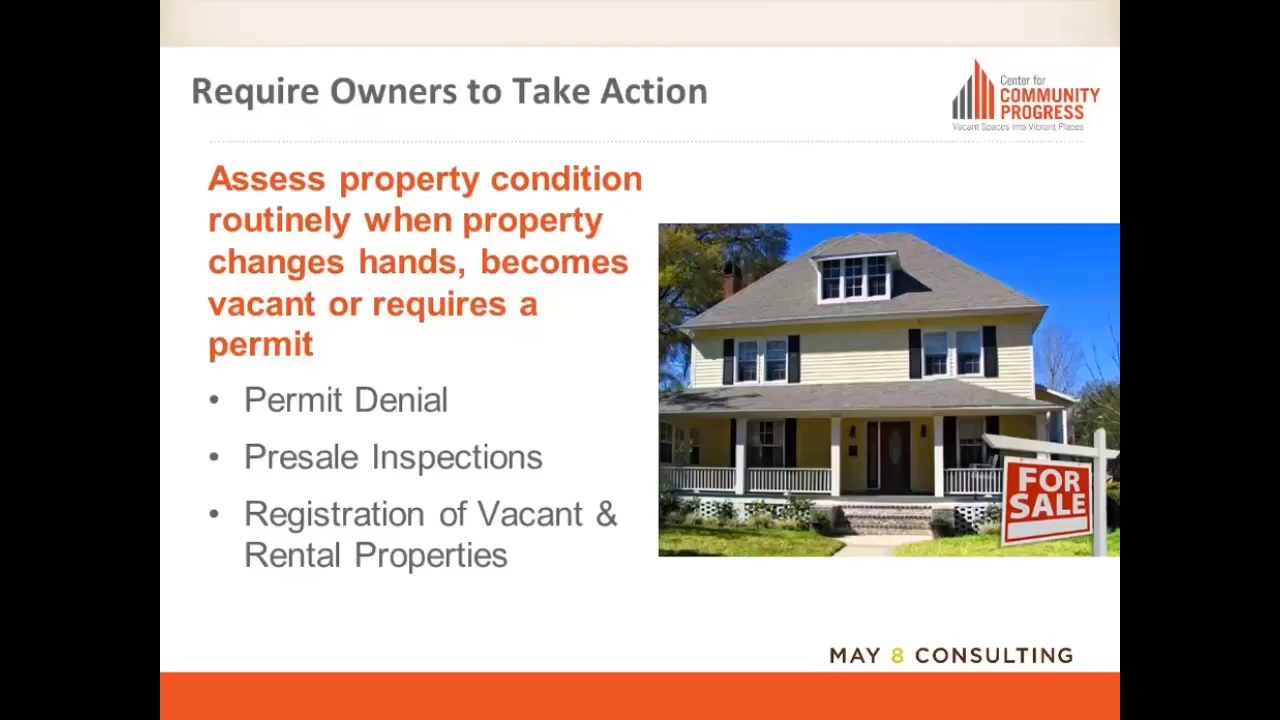 Require Owners to Take Action
Center for
COMMUNITY
PROGRESS
Vacant Spaces into Vibrant Places
Assess property condition
routinely when property
changes hands, becomes
vacant or requires a
permit
• Permit Denial
• Presale Inspections
• Registration of Vacant &
Rental Properties
FOR
SALE
MAY 8 CONSULTING